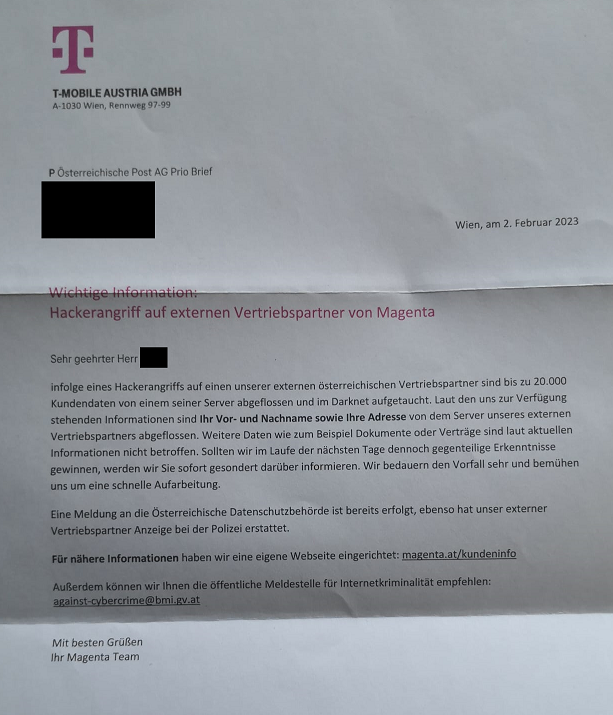 T
T-MOBILE AUSTRIA GMBH
A-1030 Wien, Rennweg 97-99
P Österreichische Post AG Prio Brief
Wien, am 2. Februar 2023
Wichtige Information:
Hackerangriff auf externen Vertriebspartner von Magenta
Sehr geehrter Herr
infolge eines Hackerangriffs auf einen unserer externen österreichischen Vertriebspartner sind bis zu 20.000
Kundendaten von einem seiner Server abgeflossen und im Darknet aufgetaucht. Laut den uns zur Verfügung
stehenden Informationen sind Ihr Vor- und Nachname sowie Ihre Adresse von dem Server unseres externen
Vertriebspartners abgeflossen. Weitere Daten wie zum Beispiel Dokumente oder Verträge sind laut aktuellen
Informationen nicht betroffen. Sollten wir im Laufe der nächsten Tage dennoch gegenteilige Erkenntnisse
gewinnen, werden wir Sie sofort gesondert darüber informieren. Wir bedauern den Vorfall sehr und bemühen
uns um eine schnelle Aufarbeitung.
Eine Meldung an die Österreichische Datenschutzbehörde ist bereits erfolgt, ebenso hat unser externer
Vertriebspartner Anzeige bei der Polizei erstattet.
Für nähere Informationen haben wir eine eigene Webseite eingerichtet: magenta.at/kundeninfo
Außerdem können wir Ihnen die öffentliche Meldestelle für Internetkriminalität empfehlen:
against-cybercrime@bmi.gv.at
Mit besten Grüßen
Ihr Magenta Team